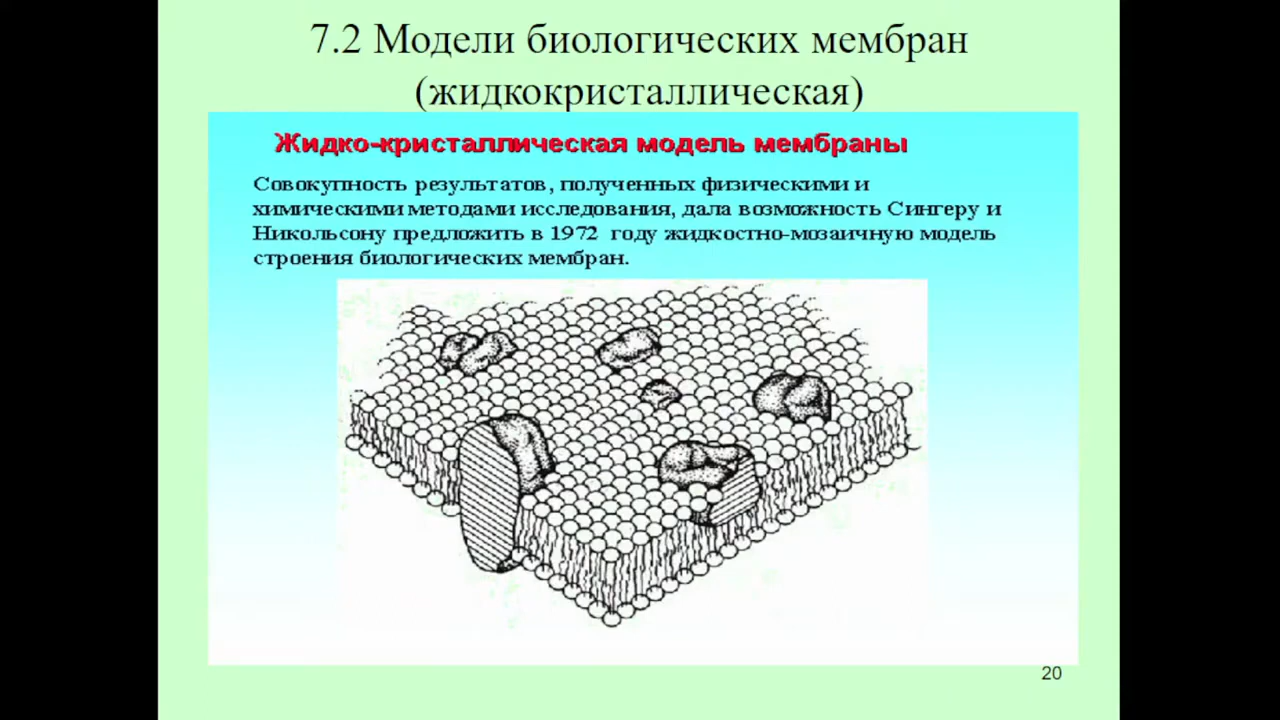 7.2 Модели биологических мембран
(жидкокристаллическая)
Жидко-кристаллическая модель мембраны
Совокупность результатов, полученных физическими и
химическими методами исследования, дала возможность Сингеру и
Никольсону предложить в 1972 году жидкостно-мозаичную модель
строения биологических мембран.
20